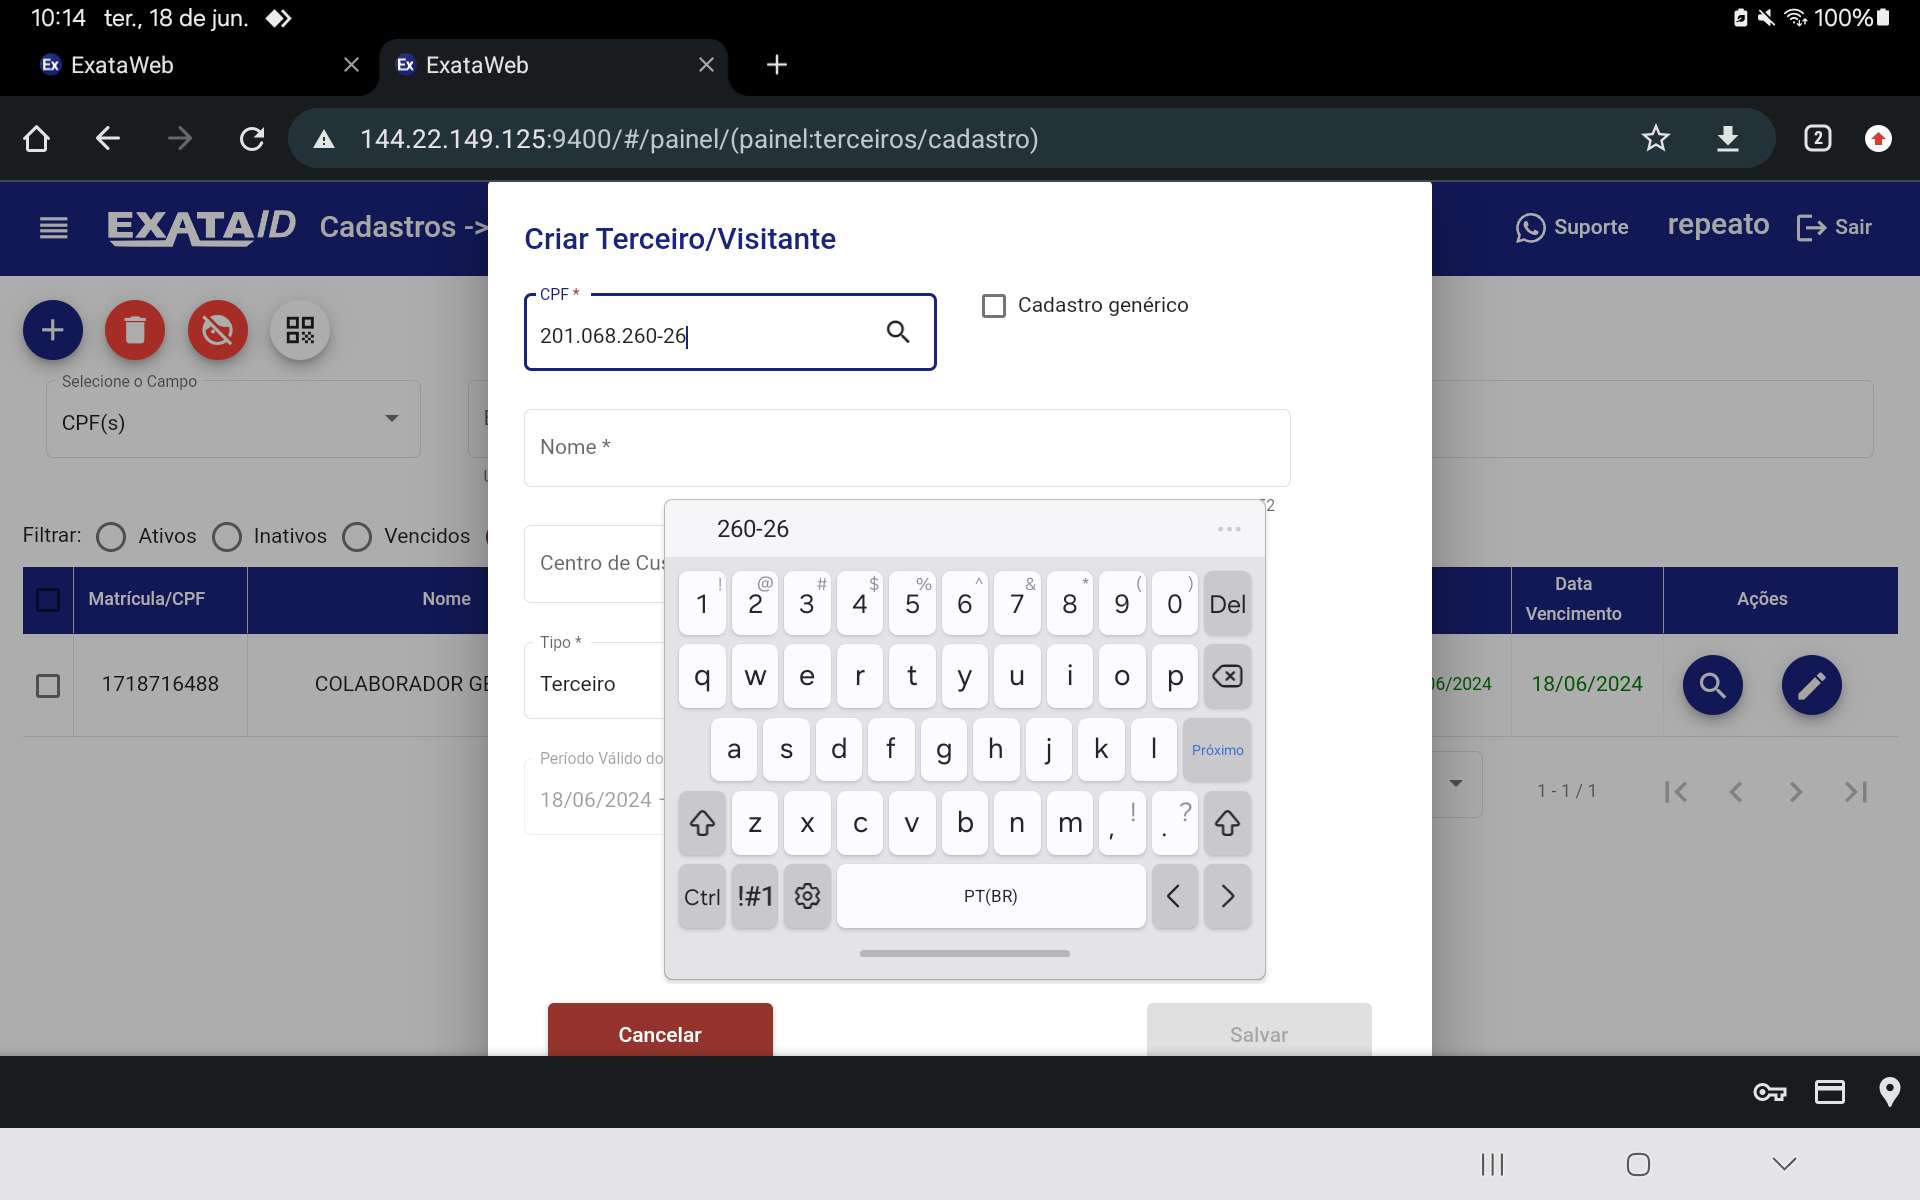 10:14 ter., 18 de jun. 100%
Ex ExataWeb
Ex ExataWeb
144.22.149.125:9400/#/painel/(painel:terceiros/cadastro)
2
EXATAID Cadastros ->
Suporte repeato Sair
Criar Terceiro/Visitante
CPF *
201.068.260-26
Cadastro genérico
Selecione o Campo
CPF(s)
Nome *
Filtrar: Ativos Inativos Vencidos
Centro de Cus
Matrícula/CPF Nome
Data Vencimento
Ações
1718716488 COLABORADOR GE
06/2024 18/06/2024
Tipo *
Terceiro
Período Válido do
18/06/2024 -
1 - 1 / 1
260-26 ...
! @ # $ % ^ & * ( )
1 2 3 4 5 6 7 8 9 0 Del
q w e r t y u i o p
a s d f g h j k l Próximo
z x c v b n m , ! . ?
Ctrl !#1 PT(BR) < >
Cancelar Salvar